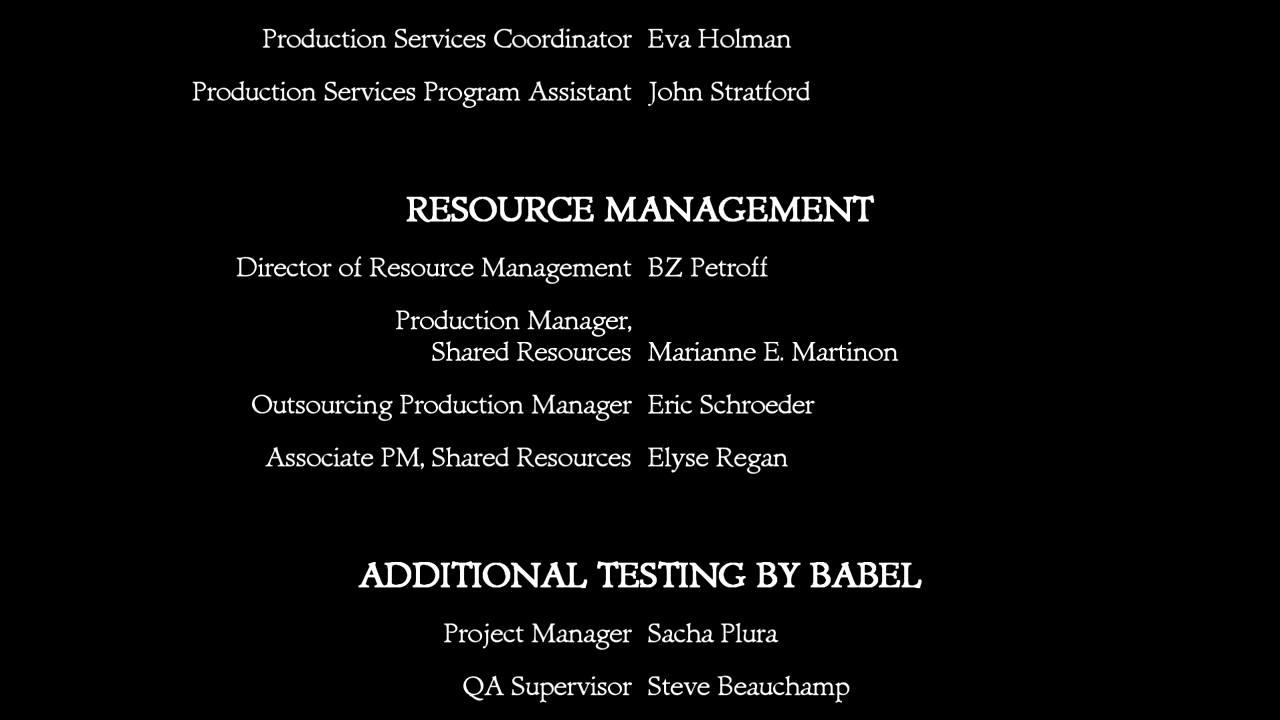 Production Services Coordinator Eva Holman
Production Services Program Assistant John Stratford
RESOURCE MANAGEMENT
Director of Resource Management BZ Petroff
Production Manager,
Shared Resources Marianne E. Martinon
Outsourcing Production Manager Eric Schroeder
Associate PM, Shared Resources Elyse Regan
ADDITIONAL TESTING BY BABEL
Project Manager Sacha Plura
QA Supervisor Steve Beauchamp